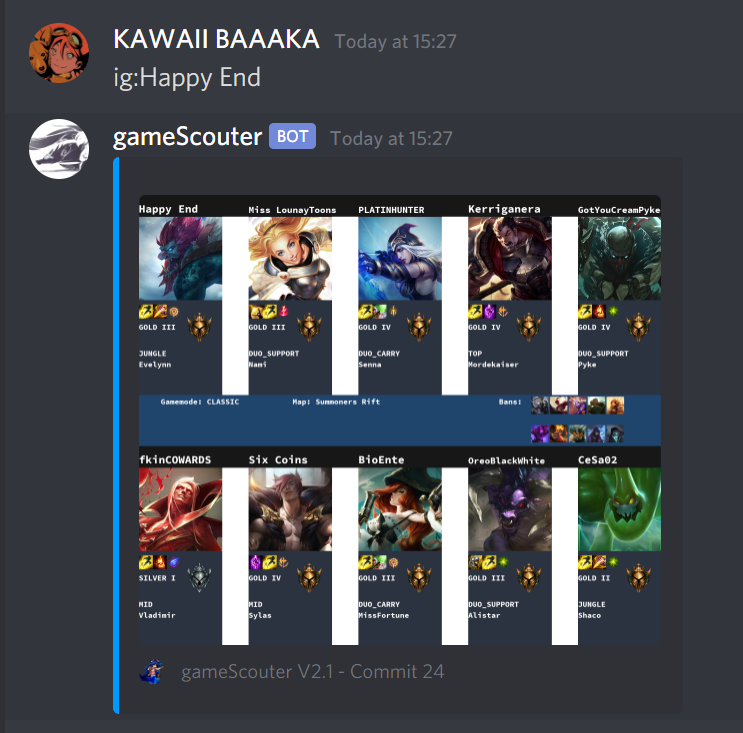 KAWAII BAAAKA Today at 15:27
ig:Happy End
gameScouter BOT Today at 15:27
Happy End Miss LounayToons PLATINHUNTER Kerriganera GotYouCreamPyke
GOLD III GOLD III GOLD IV GOLD IV GOLD IV
JUNGLE DUO_SUPPORT DUO_CARRY TOP DUO_SUPPORT
Evelynn Nami Senna Mordekaiser Pyke
Gamemode: CLASSIC Map: Summoners Rift Bans:
fkinCOWARDS Six Coins BioEnte OreoBlackWhite CeSa02
SILVER I GOLD IV GOLD III GOLD III GOLD II
MID MID DUO_CARRY DUO_SUPPORT JUNGLE
Vladimir Sylas MissFortune Alistar Shaco
gameScouter V2.1 - Commit 24